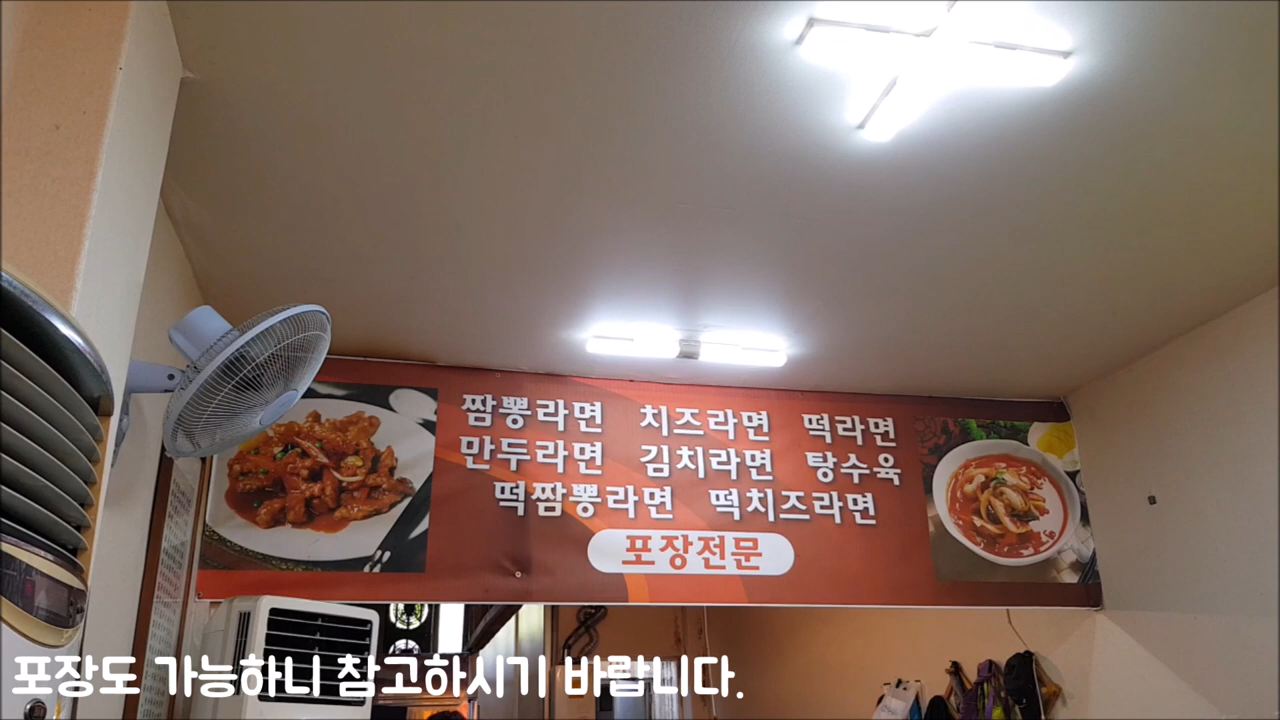 짬뽕라면 치즈라면 떡라면
만두라면 김치라면 탕수육
떡짬뽕라면 떡치즈라면
포장전문
포장도 가능하니 참고하시기 바랍니다.